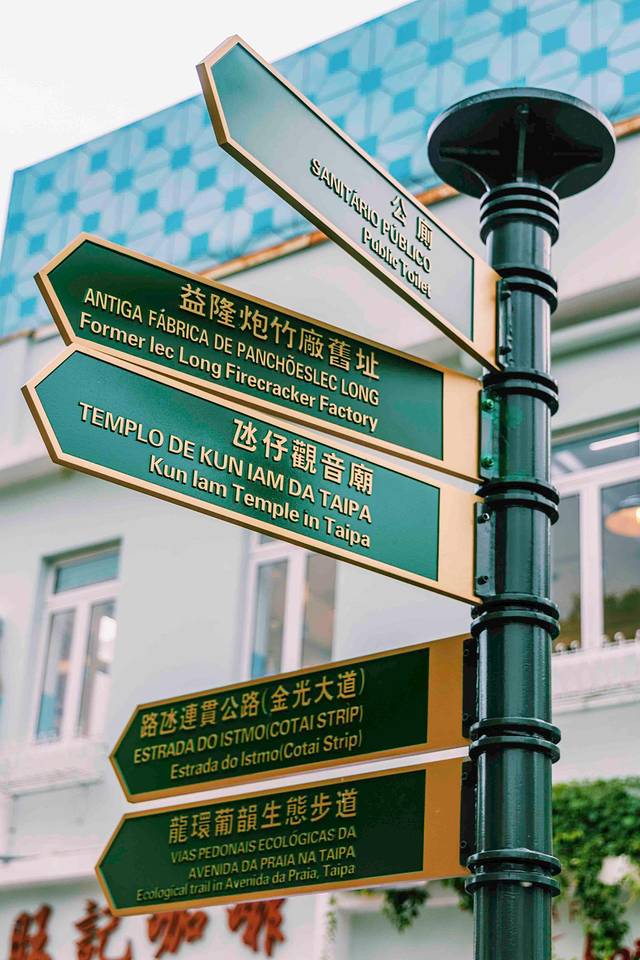 公廁
SANITÁRIO PÚBLICO
Public Toilet
益隆炮竹廠舊址
ANTIGA FÁBRICA DE PANCHÕESLEC LONG
Former Iec Long Firecracker Factory
氹仔觀音廟
TEMPLO DE KUN IAM DA TAIPA
Kun Iam Temple in Taipa
路氹連貫公路(金光大道)
ESTRADA DO ISTMO(COTAI STRIP)
Estrada do Istmo(Cotai Strip)
龍環葡韻生態步道
VIAS PEDONAIS ECOLÓGICAS DA
AVENIDA DA PRAIA NA TAIPA
Ecological trail in Avenida da Praia, Taipa
記咖啡